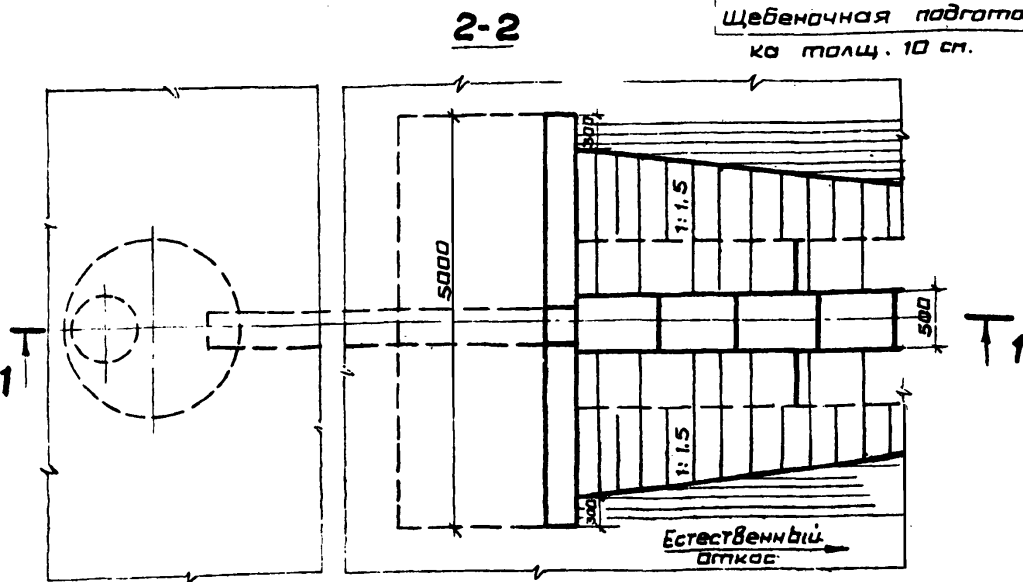 2-2
Щебеночная подгото
ка толщ. 10 см.
300
1:1.5
5000
500
1
1
1:1.5
300
Естественный
откос